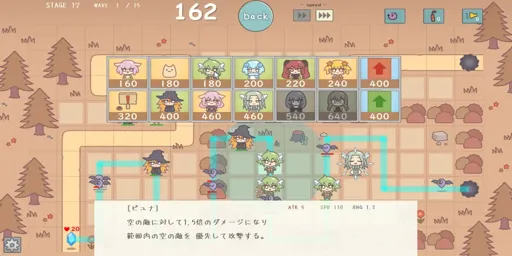 STAGE 17 WAVE 1 / 15
162
back
- speed -
160 180 180 200 220 240 400
320 400 460 460 540 640 400
♥20
[ピュナ] ATK 5 SPD 110 RNG 1.2
空の敵に対して1.5倍のダメージになり
範囲内の空の敵を 優先して攻撃する。